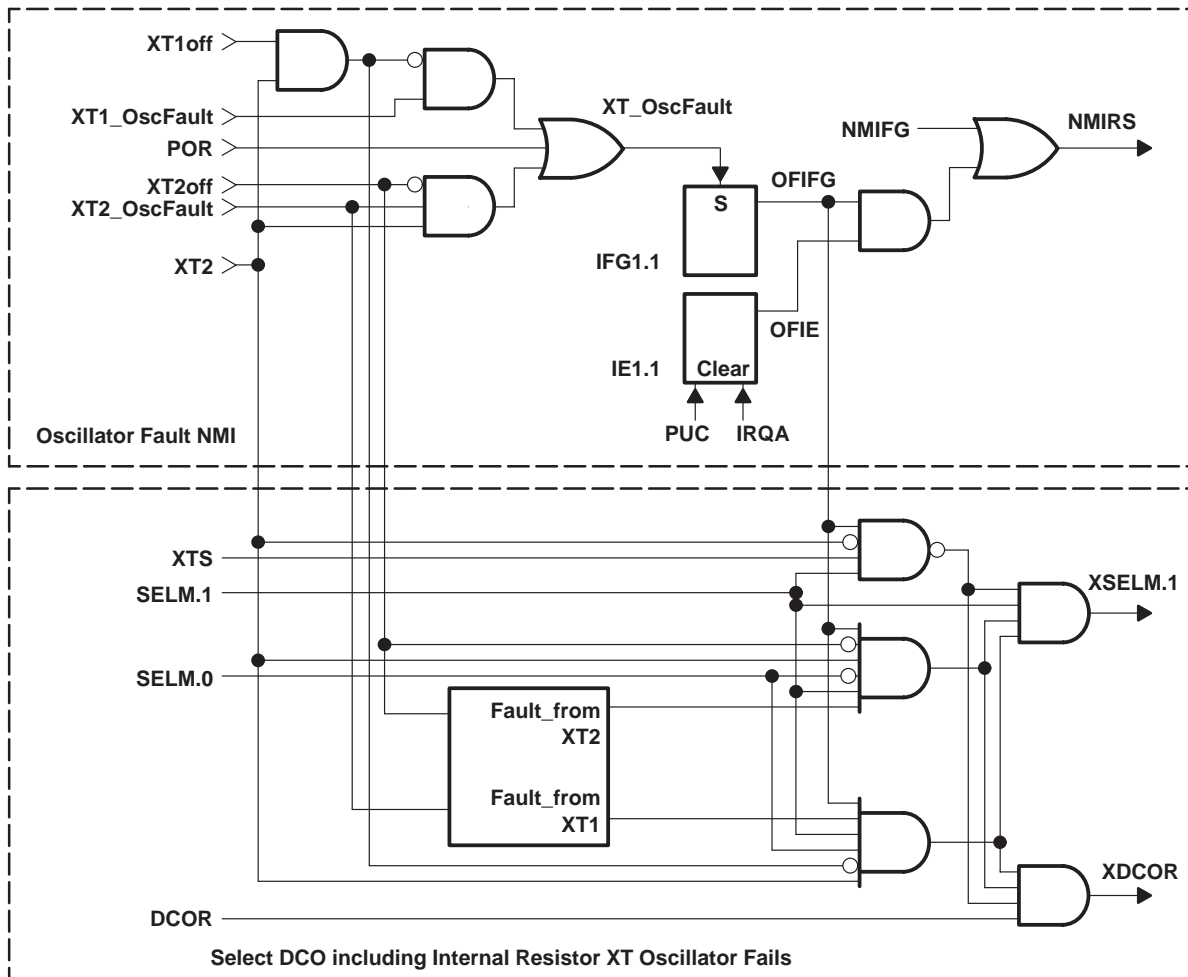 XT1off
XT1_OscFault
XT_OscFault
POR
NMIFG
NMIRS
XT2off
XT2_OscFault
OFIFG
S
XT2
IFG1.1
OFIE
IE1.1
Clear
PUC
IRQA
Oscillator Fault NMI
XTS
SELM.1
XSELM.1
SELM.0
Fault_from
XT2
Fault_from
XT1
XDCOR
DCOR
Select DCO including Internal Resistor XT Oscillator Fails